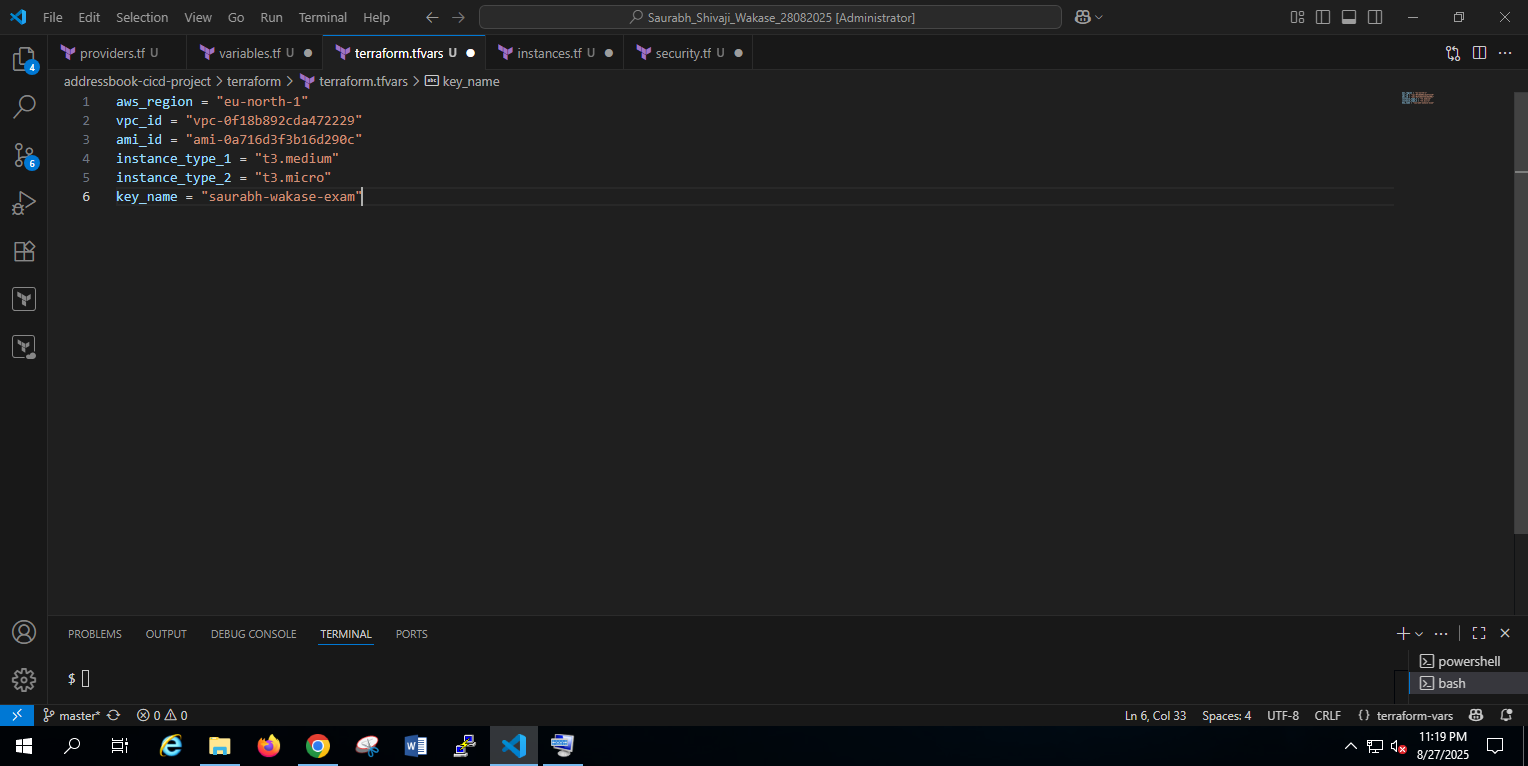 File Edit Selection View Go Run Terminal Help
Saurabh_Shivaji_Wakase_28082025 [Administrator]
providers.tf U
variables.tf U
terraform.tfvars U
instances.tf U
security.tf U
addressbook-cicd-project > terraform > terraform.tfvars > abc key_name
1 aws_region = "eu-north-1"
2 vpc_id = "vpc-0f18b892cda472229"
3 ami_id = "ami-0a716d3f3b16d290c"
4 instance_type_1 = "t3.medium"
5 instance_type_2 = "t3.micro"
6 key_name = "saurabh-wakase-exam"
4
6
PROBLEMS OUTPUT DEBUG CONSOLE TERMINAL PORTS
$
powershell
bash
master* 0 0
Ln 6, Col 33 Spaces: 4 UTF-8 CRLF {} terraform-vars
11:19 PM
8/27/2025